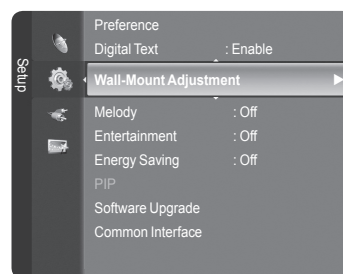 Setup
Preference
Digital Text : Enable
Wall-Mount Adjustment
Melody : Off
Entertainment : Off
Energy Saving : Off
PIP
Software Upgrade
Common Interface